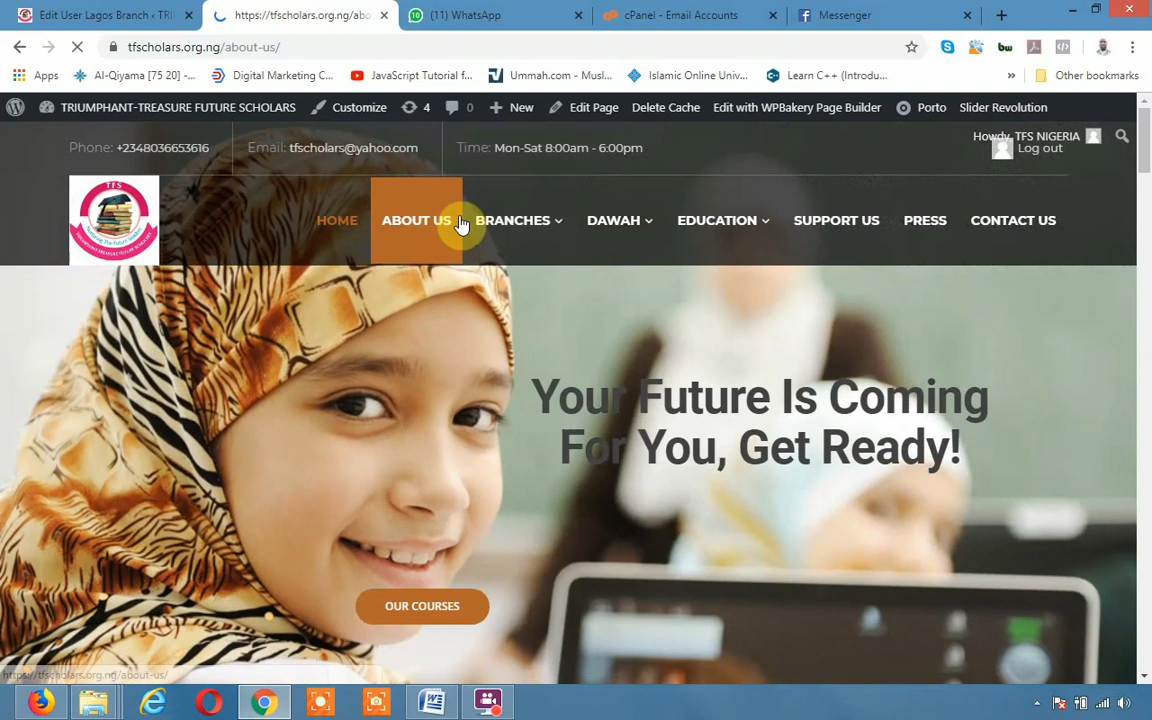 Edit User Lagos Branch ‹ TRI
https://tfscholars.org.ng/abo
(11) WhatsApp
cPanel - Email Accounts
Messenger
tfscholars.org.ng/about-us/
Apps
Al-Qiyama [75 20] -...
Digital Marketing C...
JavaScript Tutorial f...
Ummah.com - Musl...
Islamic Online Univ...
Learn C++ (Introdu...
»
Other bookmarks
TRIUMPHANT-TREASURE FUTURE SCHOLARS
Customize
4
0
New
Edit Page
Delete Cache
Edit with WPBakery Page Builder
Porto
Slider Revolution
Howdy, TFS NIGERIA
Phone: +2348036653616
Email: tfscholars@yahoo.com
Time: Mon-Sat 8:00am - 6:00pm
Log out
TFS
HOME
ABOUT US
BRANCHES
DAWAH
EDUCATION
SUPPORT US
PRESS
CONTACT US
Your Future Is Coming
For You, Get Ready!
OUR COURSES
https://tfscholars.org.ng/about-us/